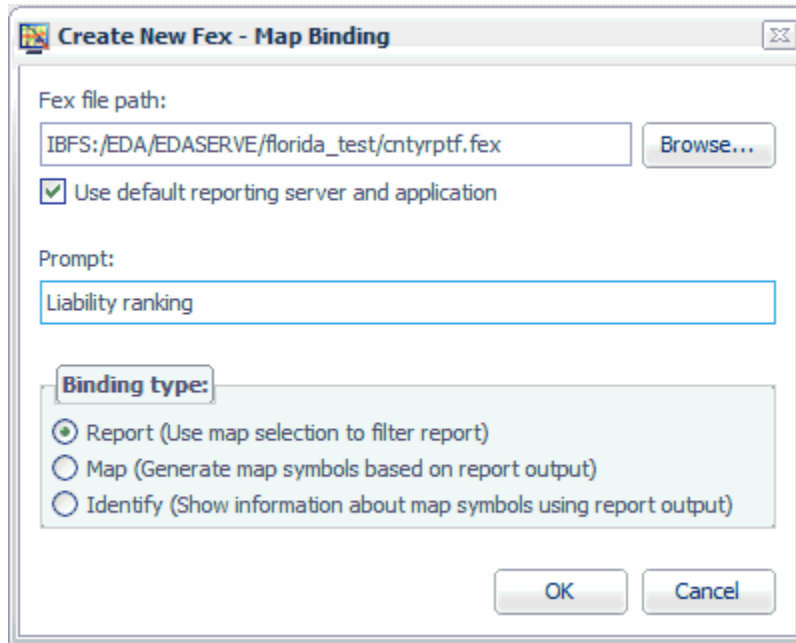 Create New Fex - Map Binding
Fex file path:
IBFS:/EDA/EDASERVE/florida_test/cntyrptf.fex
Browse...
Use default reporting server and application
Prompt:
Liability ranking
Binding type:
Report (Use map selection to filter report)
Map (Generate map symbols based on report output)
Identify (Show information about map symbols using report output)
OK
Cancel